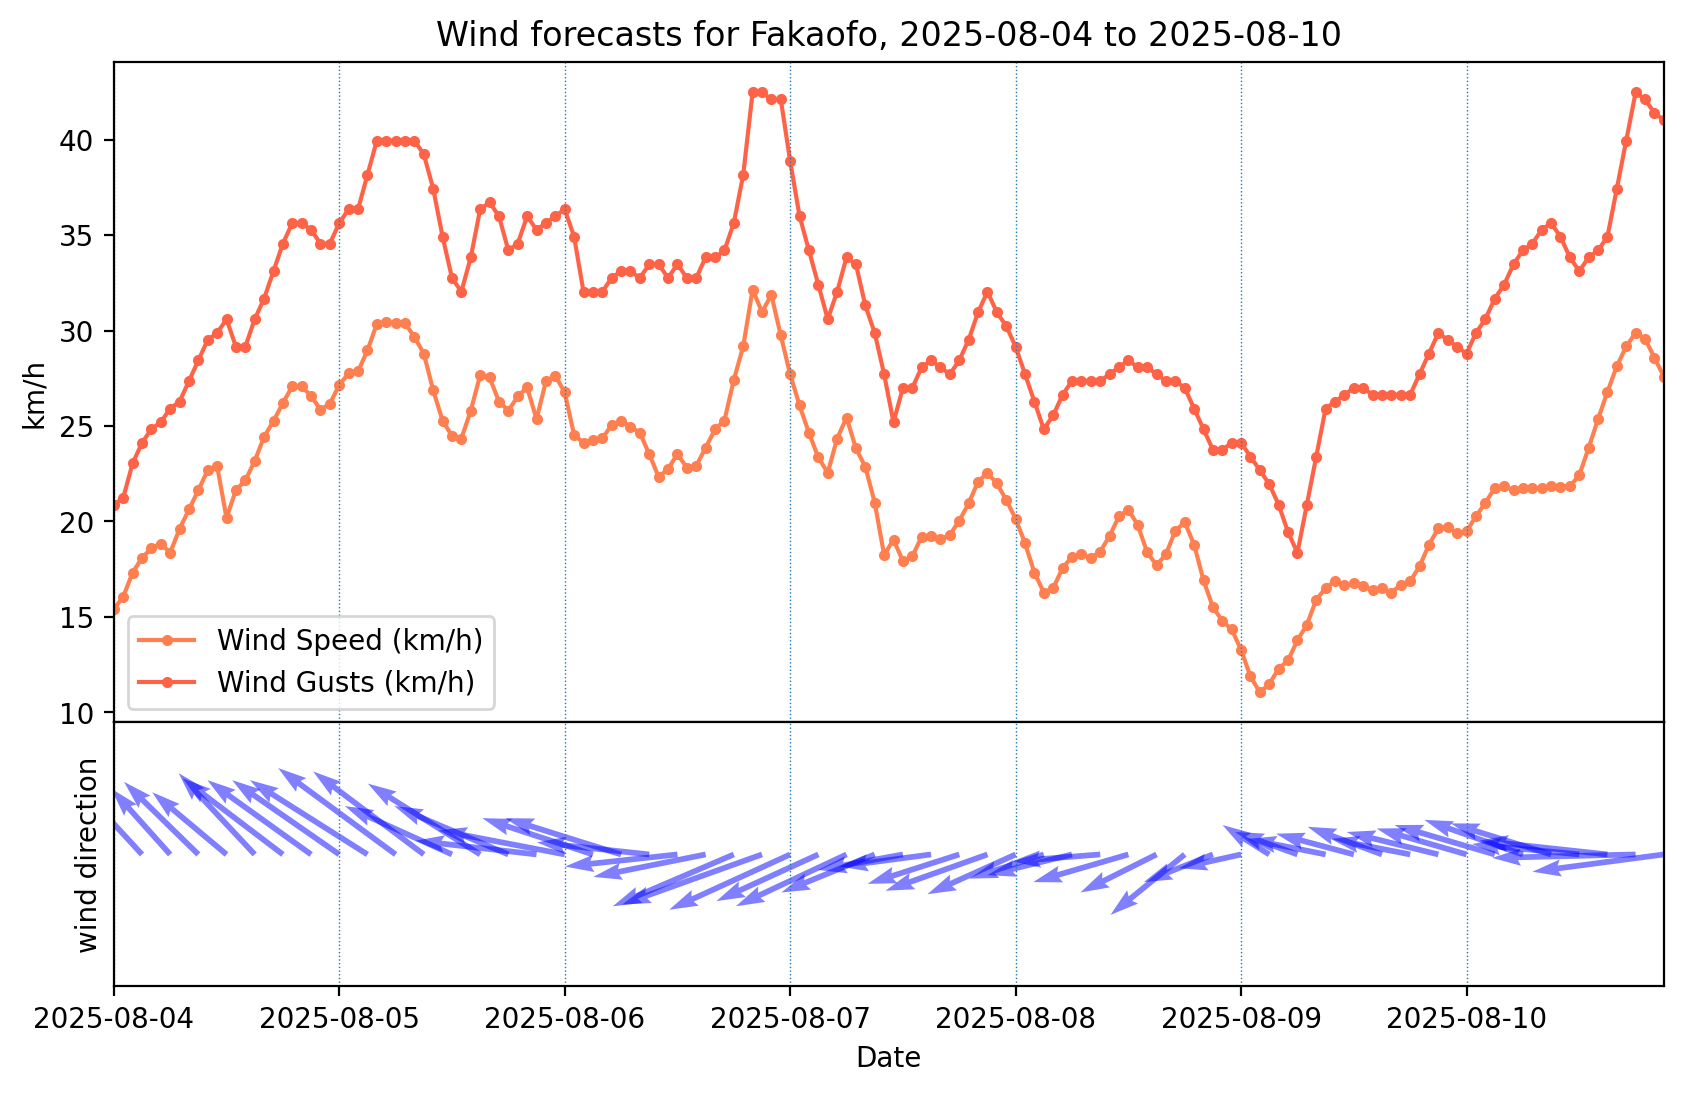 Wind forecasts for Fakaofo, 2025-08-04 to 2025-08-10
40
35
30
25
20
15
10
km/h
Wind Speed (km/h)
Wind Gusts (km/h)
wind direction
2025-08-04 2025-08-05 2025-08-06 2025-08-07 2025-08-08 2025-08-09 2025-08-10
Date